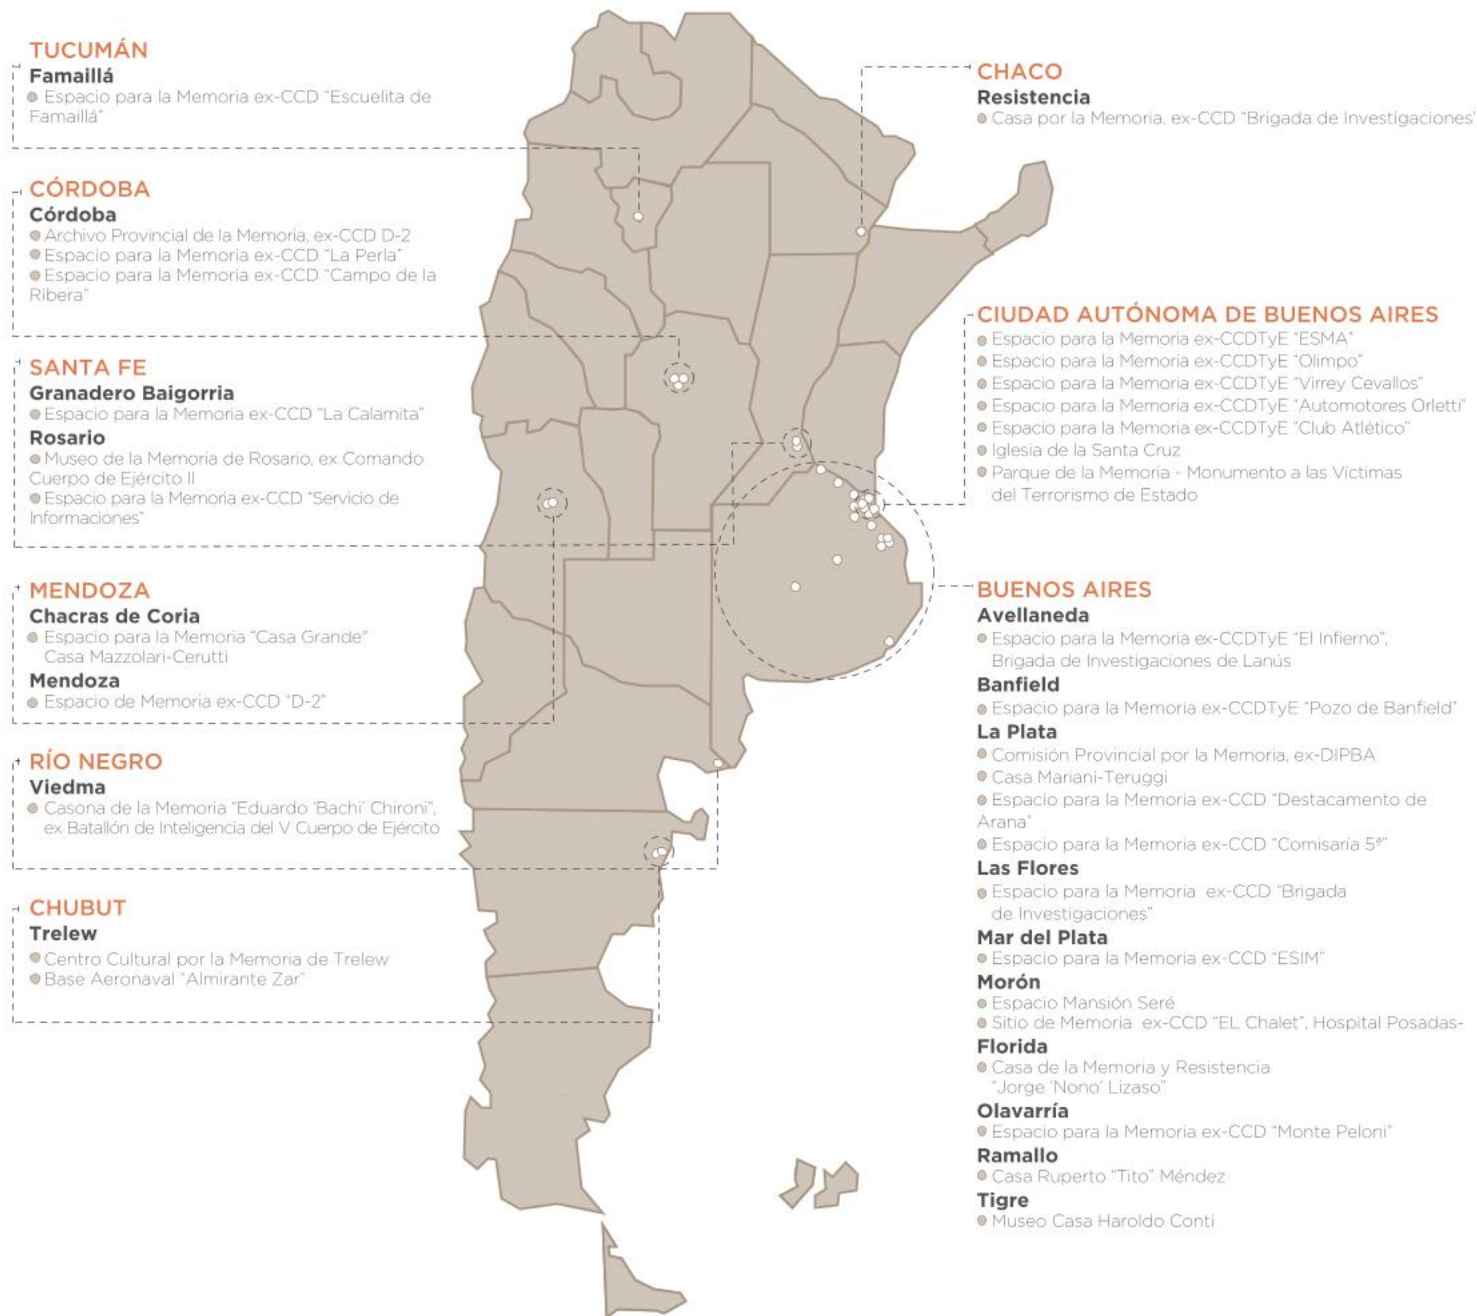 TUCUMÁN
Famaillá
Espacio para la Memoria ex-CCD "Escuelita de
Famaillá"
CÓRDOBA
Córdoba
Archivo Provincial de la Memoria, ex-CCD D-2
Espacio para la Memoria ex-CCD "La Perla"
Espacio para la Memoria ex-CCD "Campo de la
Ribera"
SANTA FE
Granadero Baigorria
Espacio para la Memoria ex-CCD "La Calamita"
Rosario
Museo de la Memoria de Rosario, ex Comando
Cuerpo de Ejército II
Espacio para la Memoria ex-CCD "Servicio de
Informaciones"
MENDOZA
Chacras de Coria
Espacio para la Memoria "Casa Grande"
Casa Mazzolari-Cerutti
Mendoza
Espacio de Memoria ex-CCD "D-2"
RÍO NEGRO
Viedma
Casona de la Memoria "Eduardo 'Bachi' Chironi",
ex Batallón de Inteligencia del V Cuerpo de Ejército
CHUBUT
Trelew
Centro Cultural por la Memoria de Trelew
Base Aeronaval "Almirante Zar"
CHACO
Resistencia
Casa por la Memoria, ex-CCD "Brigada de Investigaciones"
CIUDAD AUTÓNOMA DE BUENOS AIRES
Espacio para la Memoria ex-CCDTyE "ESMA"
Espacio para la Memoria ex-CCDTyE "Olimpo"
Espacio para la Memoria ex-CCDTyE "Virrey Cevallos"
Espacio para la Memoria ex-CCDTyE "Automotores Orletti"
Espacio para la Memoria ex-CCDTyE "Club Atlético"
Iglesia de la Santa Cruz
Parque de la Memoria - Monumento a las Víctimas
del Terrorismo de Estado
BUENOS AIRES
Avellaneda
Espacio para la Memoria ex-CCDTyE "El Infierno",
Brigada de Investigaciones de Lanús
Banfield
Espacio para la Memoria ex-CCDTyE "Pozo de Banfield"
La Plata
Comisión Provincial por la Memoria, ex-DIPBA
Casa Mariani-Teruggi
Espacio para la Memoria ex-CCD "Destacamento de
Arana"
Espacio para la Memoria ex-CCD "Comisaría 5ª"
Las Flores
Espacio para la Memoria ex-CCD "Brigada
de Investigaciones"
Mar del Plata
Espacio para la Memoria ex-CCD "ESIM"
Morón
Espacio Mansión Seré
Sitio de Memoria ex-CCD "EL Chalet", Hospital Posadas-
Florida
Casa de la Memoria y Resistencia
"Jorge 'Nono' Lizaso"
Olavarría
Espacio para la Memoria ex-CCD "Monte Peloni"
Ramallo
Casa Ruperto "Tito" Méndez
Tigre
Museo Casa Haroldo Conti